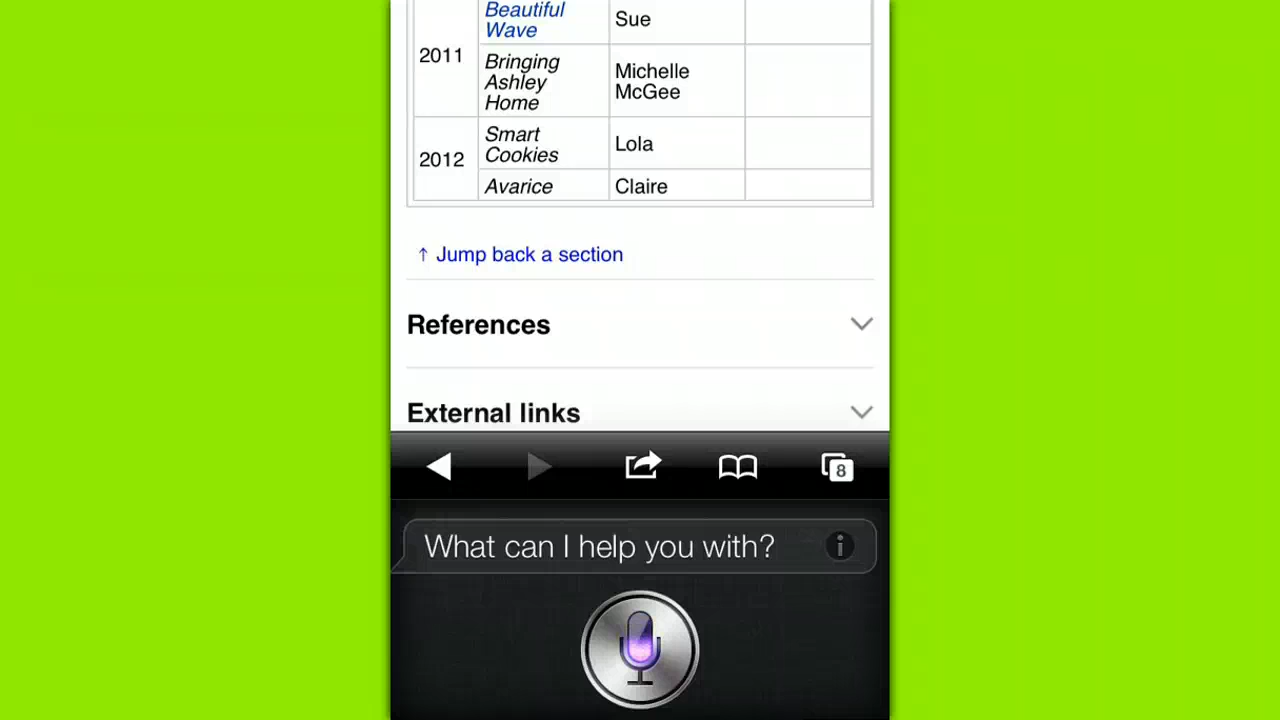 Beautiful
Wave
Sue
2011
Bringing
Ashley
Home
Michelle
McGee
2012
Smart
Cookies
Lola
Avarice
Claire
↑ Jump back a section
References
External links
8
What can I help you with?
i